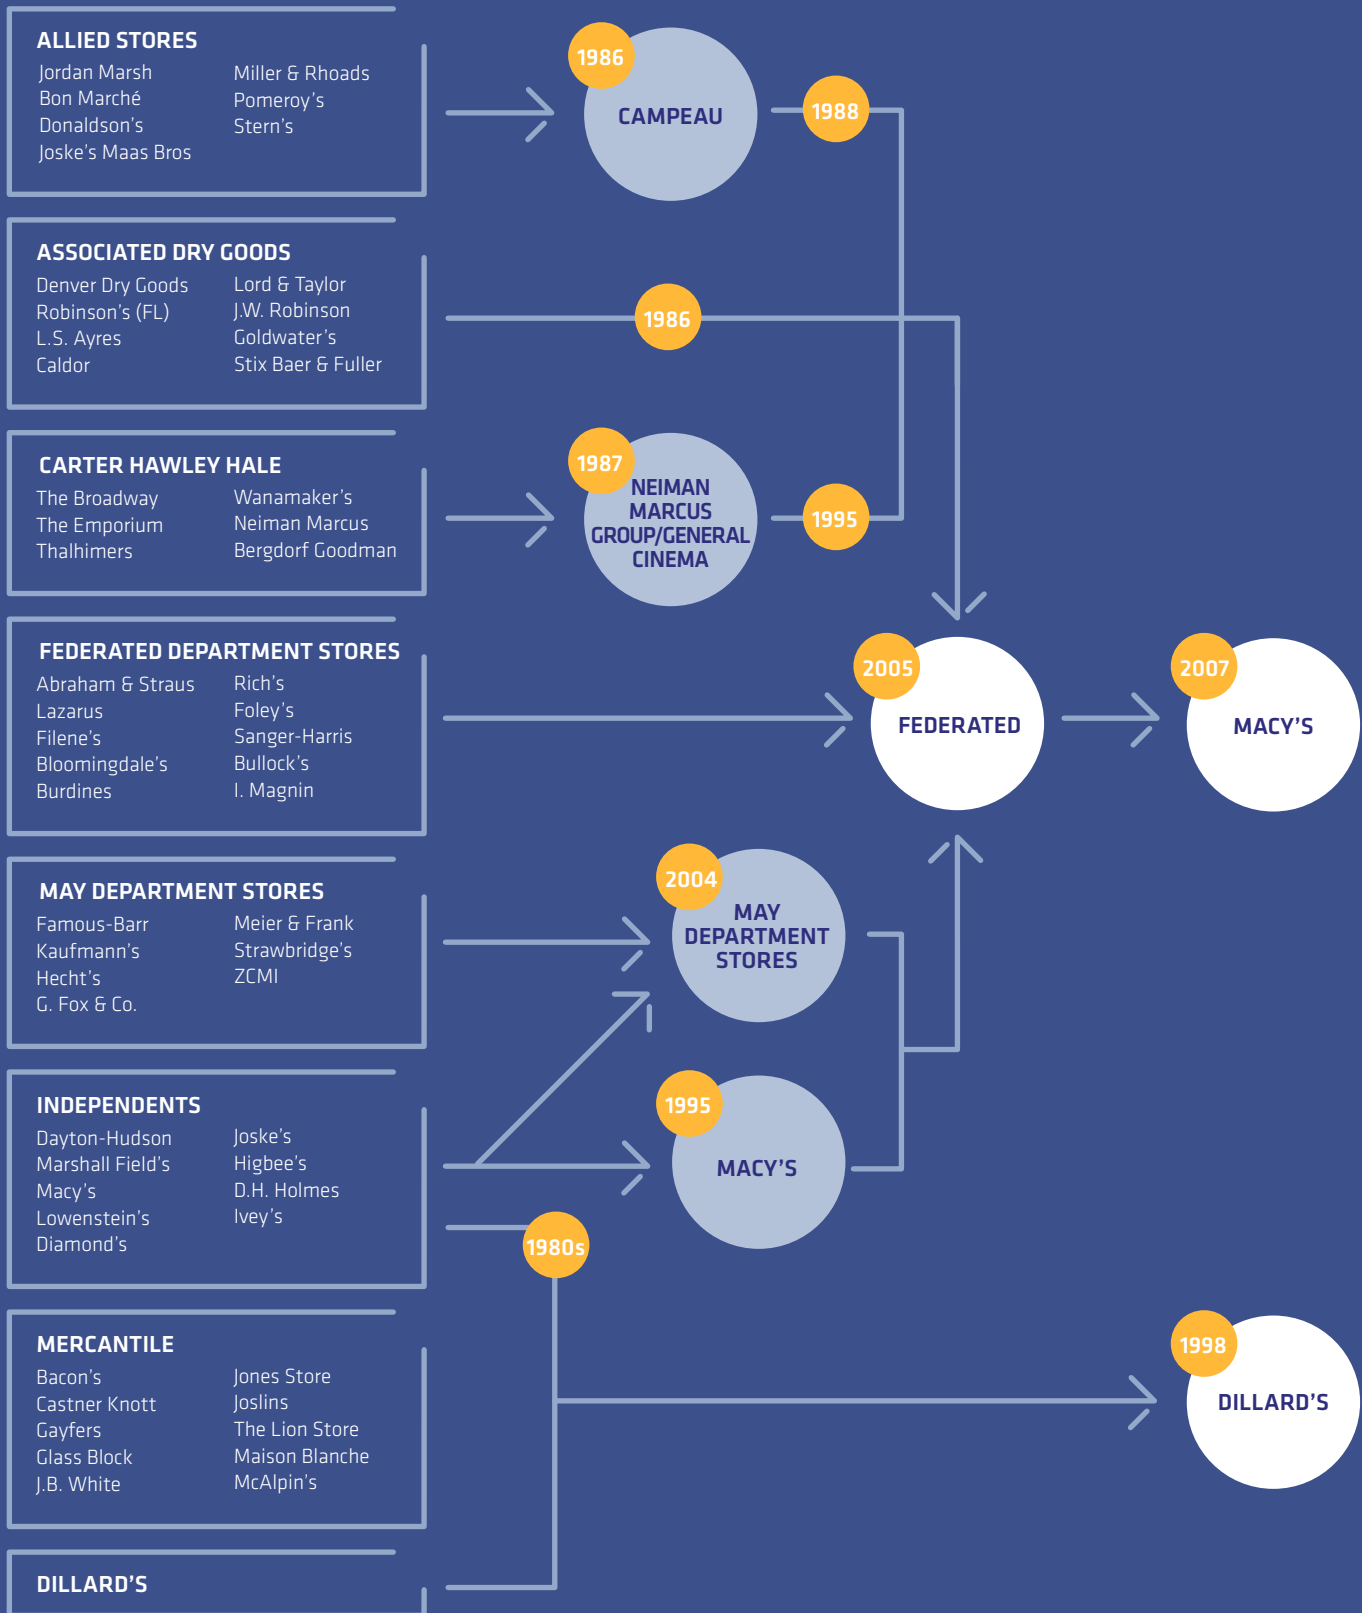 ALLIED STORES
Jordan Marsh
Bon Marché
Donaldson's
Joske's Maas Bros
Miller & Rhoads
Pomeroy's
Stern's
1986
CAMPEAU
1988
ASSOCIATED DRY GOODS
Denver Dry Goods
Robinson's (FL)
L.S. Ayres
Caldor
Lord & Taylor
J.W. Robinson
Goldwater's
Stix Baer & Fuller
1986
CARTER HAWLEY HALE
The Broadway
The Emporium
Thalhimers
Wanamaker's
Neiman Marcus
Bergdorf Goodman
1987
NEIMAN
MARCUS
GROUP/GENERAL
CINEMA
1995
FEDERATED DEPARTMENT STORES
Abraham & Straus
Lazarus
Filene's
Bloomingdale's
Burdines
Rich's
Foley's
Sanger-Harris
Bullock's
I. Magnin
2005
FEDERATED
2007
MACY'S
MAY DEPARTMENT STORES
Famous-Barr
Kaufmann's
Hecht's
G. Fox & Co.
Meier & Frank
Strawbridge's
ZCMI
2004
MAY
DEPARTMENT
STORES
INDEPENDENTS
Dayton-Hudson
Marshall Field's
Macy's
Lowenstein's
Diamond's
Joske's
Higbee's
D.H. Holmes
Ivey's
1995
MACY'S
1980s
MERCANTILE
Bacon's
Castner Knott
Gayfers
Glass Block
J.B. White
Jones Store
Joslins
The Lion Store
Maison Blanche
McAlpin's
1998
DILLARD'S
DILLARD'S